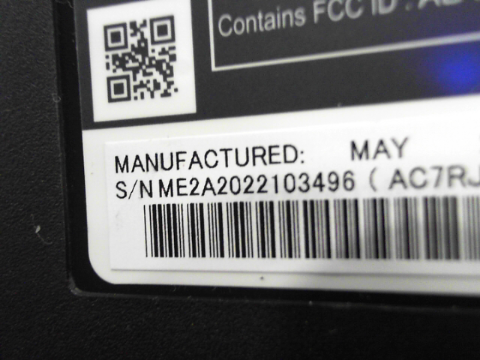 Contains FCC ID :
MANUFACTURED: MAY
S/N ME2A2022103496 ( AC7RJ